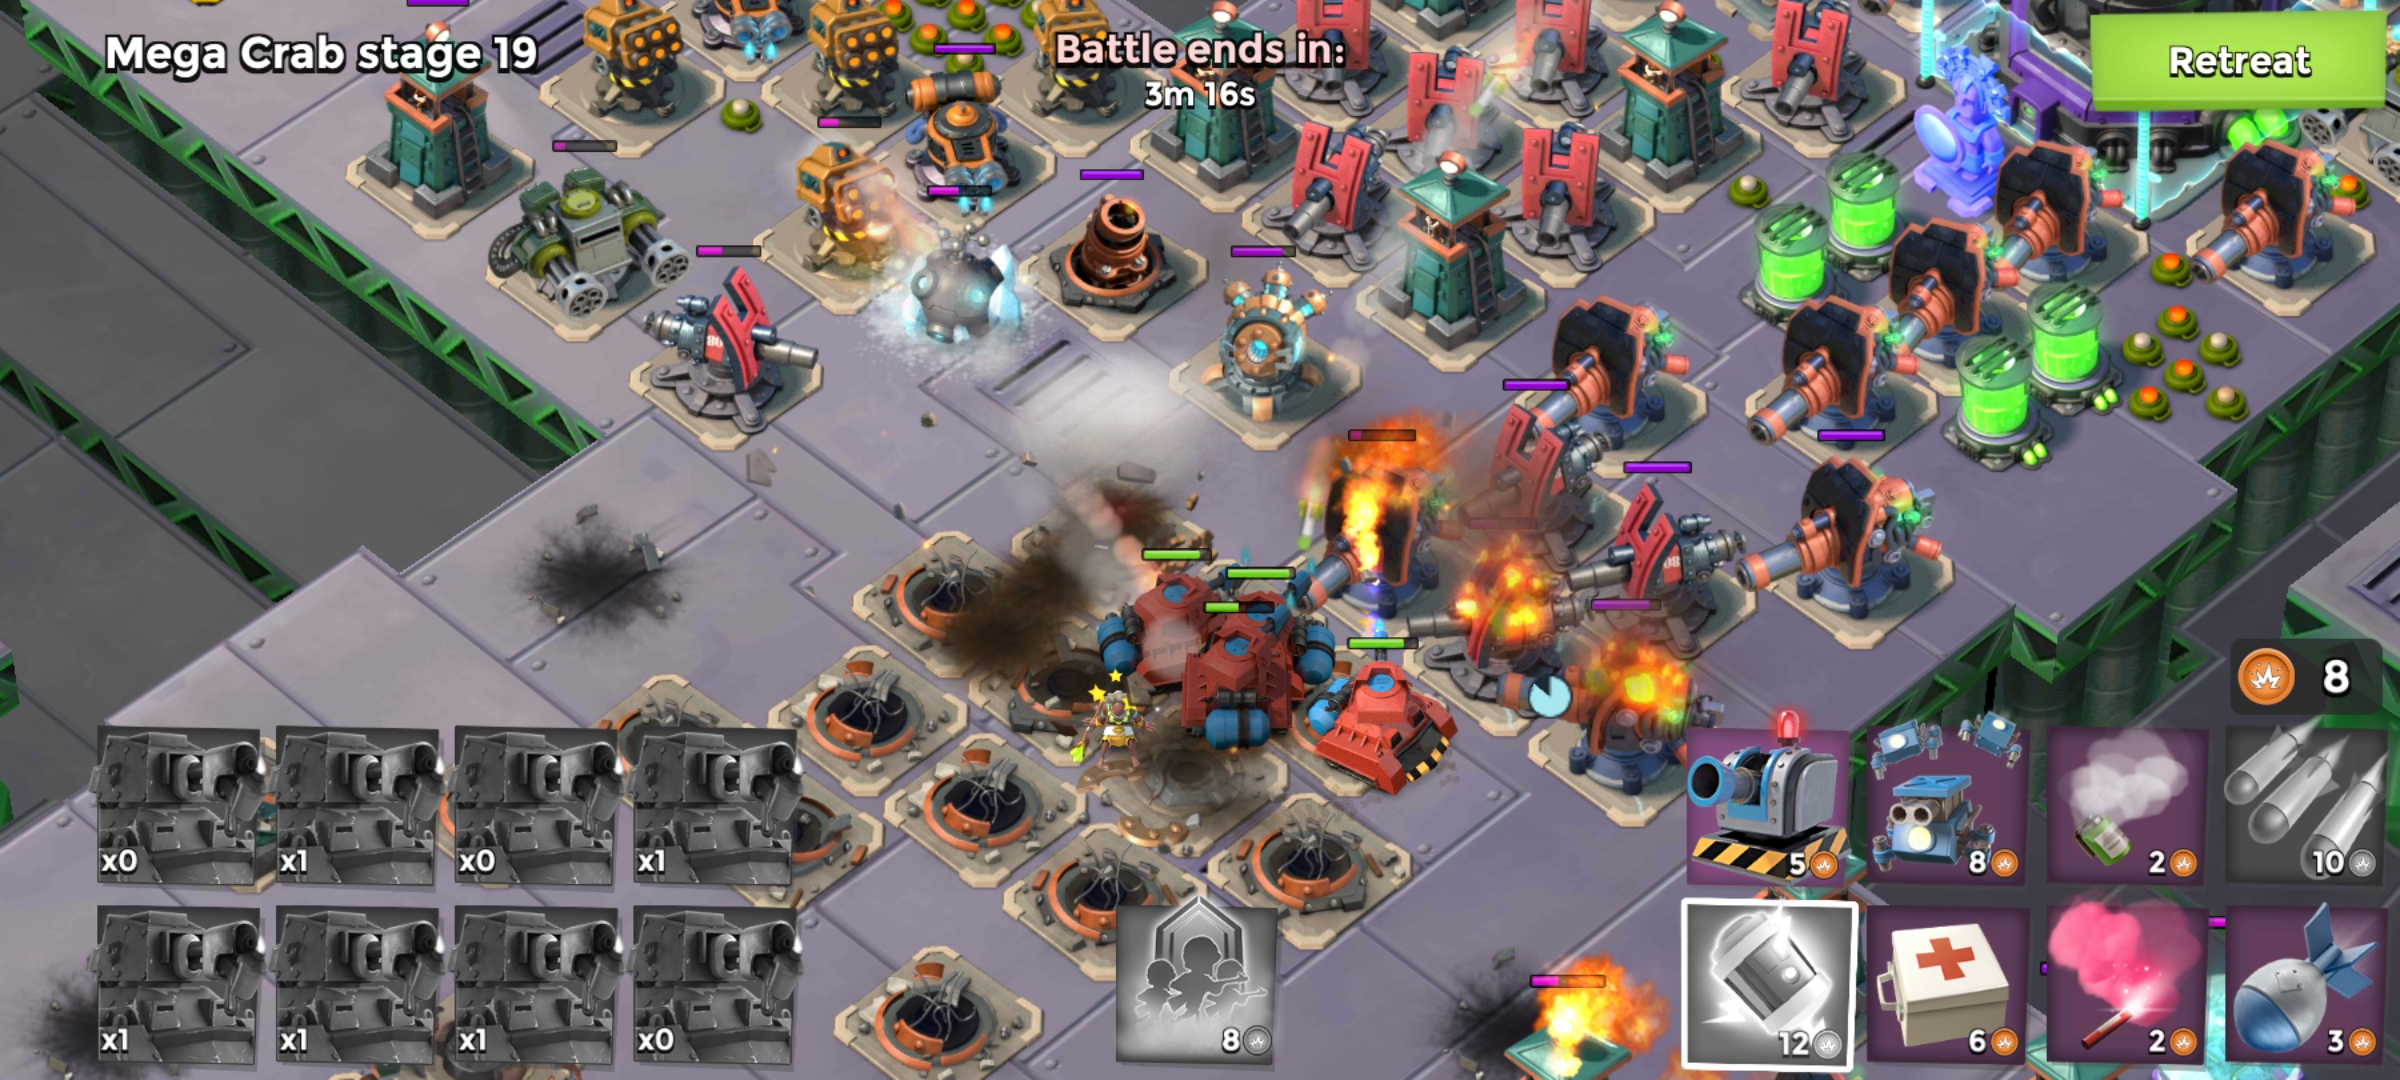 Mega Crab stage 19
Battle ends in:
3m 16s
Retreat
8
x0
x1
x0
x1
5
8
2
10
x1
x1
x1
x0
8
12
6
2
3